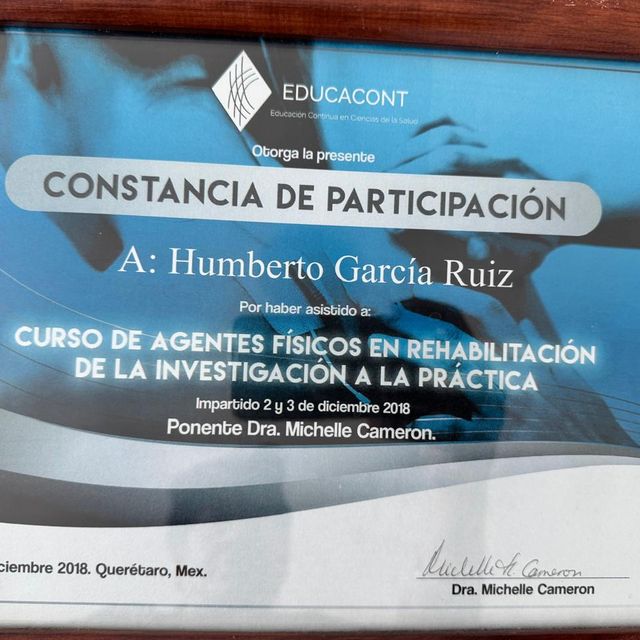 EDUCACONT
Educación Continua en Ciencias de la Salud
Otorga la presente
CONSTANCIA DE PARTICIPACIÓN
A: Humberto García Ruiz
Por haber asistido a:
CURSO DE AGENTES FÍSICOS EN REHABILITACIÓN
DE LA INVESTIGACIÓN A LA PRÁCTICA
Impartido 2 y 3 de diciembre 2018
Ponente Dra. Michelle Cameron.
ciembre 2018. Querétaro, Mex.
Michelle H. Cameron
Dra. Michelle Cameron